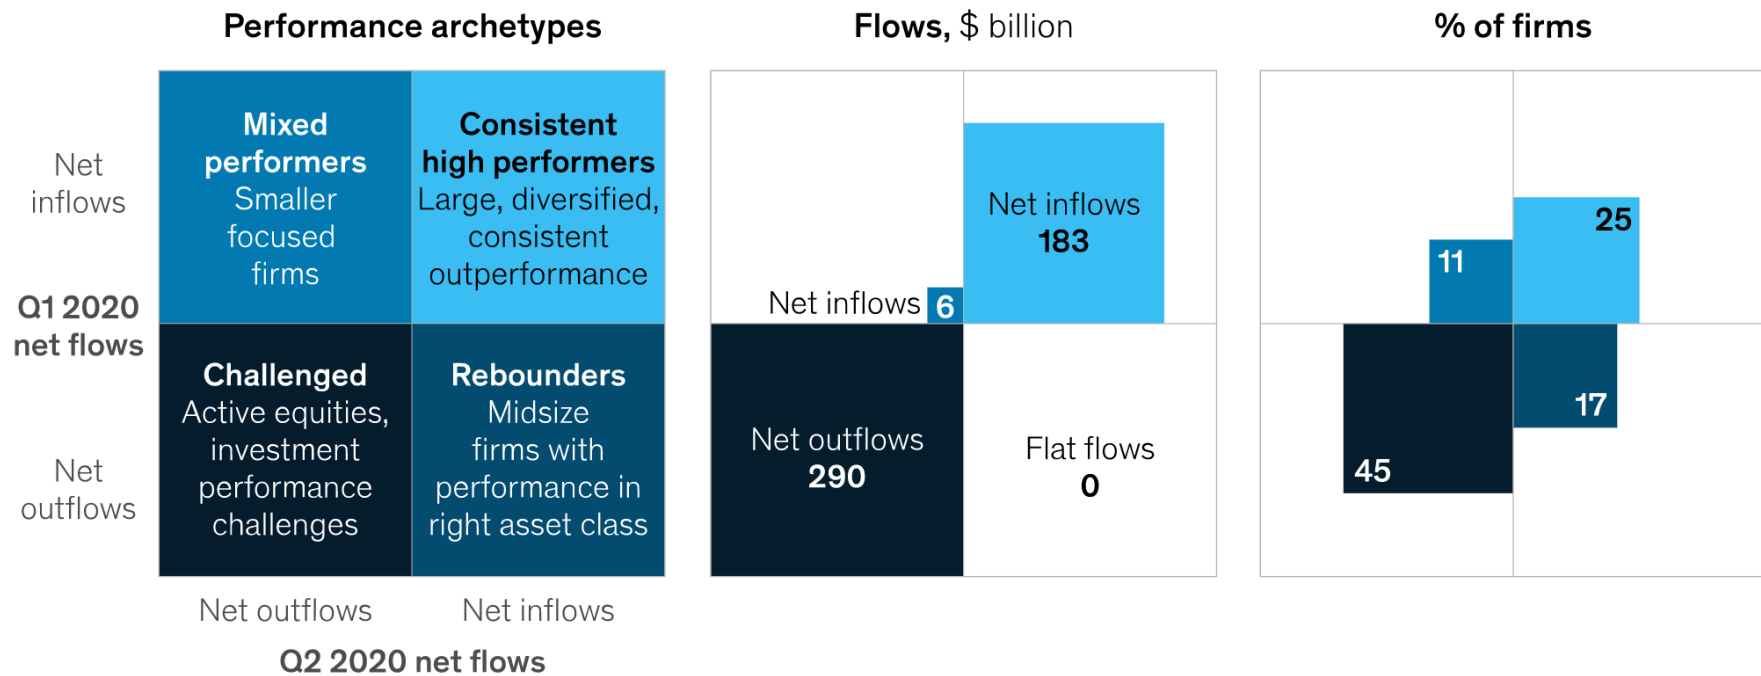 Performance archetypes
Flows, $ billion
% of firms
Net
inflows
Q1 2020
net flows
Net
outflows
Mixed
performers
Smaller
focused
firms
Consistent
high performers
Large, diversified,
consistent
outperformance
Challenged
Active equities,
investment
performance
challenges
Rebounders
Midsize
firms with
performance in
right asset class
Net outflows
Net inflows
Q2 2020 net flows
Net inflows 6
Net inflows
183
Net outflows
290
Flat flows
0
11
25
45
17